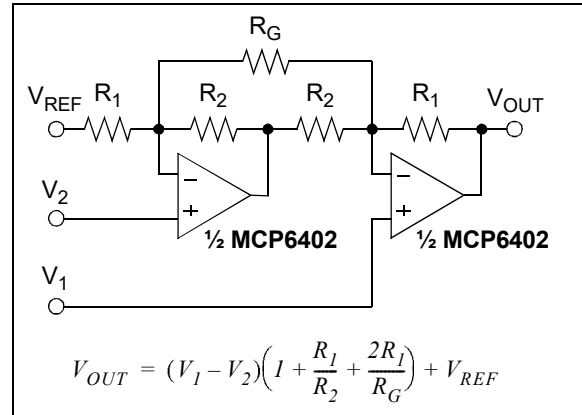 R_G
V_REF R_1 R_2 R_2 R_1 V_OUT
V_2
− −
+ +
½ MCP6402 ½ MCP6402
V_1
V_OUT = (V_1 – V_2)(1 + R_1/R_2 + 2R_1/R_G) + V_REF